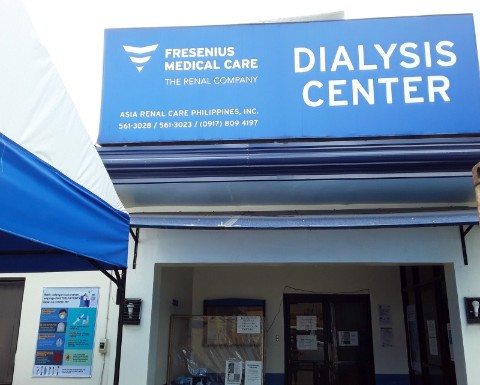 FRESENIUS
MEDICAL CARE
THE RENAL COMPANY
ASIA RENAL CARE PHILIPPINES, INC.
561-3028 / 561-3023 / (0917) 809 4197
DIALYSIS
CENTER